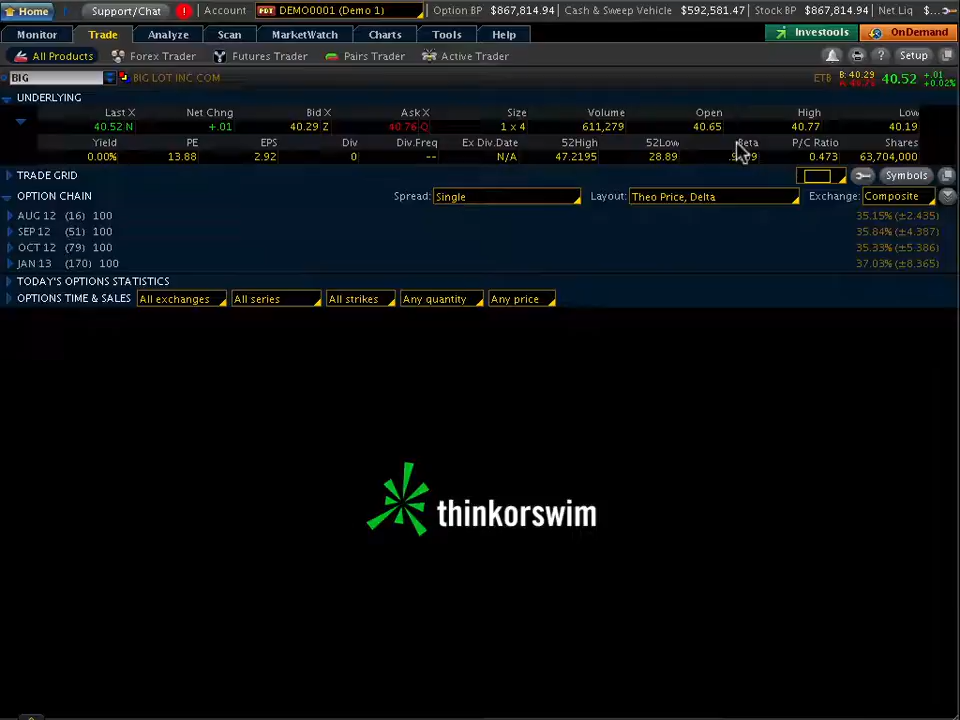 Home Support/Chat ! Account DEMO0001 (Demo 1) Option BP $867,814.94 Cash & Sweep Vehicle $592,581.47 Stock BP $867,814.94 Net Liq $...
Monitor Trade Analyze Scan MarketWatch Charts Tools Help Investools OnDemand
All Products Forex Trader Futures Trader Pairs Trader Active Trader ? Setup
BIG BIG LOT INC COM ETB B: 40.29 40.52 +.01
+0.02%
UNDERLYING
Last X Net Chng Bid X Ask X Size Volume Open High Low
40.52 N +.01 40.29 Z 40.76 Q 1 x 4 611,279 40.65 40.77 40.19
Yield PE EPS Div Div.Freq Ex Div.Date 52High 52Low Beta P/C Ratio Shares
0.00% 13.88 2.92 0 -- N/A 47.2195 28.89 0.473 63,704,000
TRADE GRID Symbols
OPTION CHAIN Spread: Single Layout: Theo Price, Delta Exchange: Composite
AUG 12 (16) 100 35.15% (±2.435)
SEP 12 (51) 100 35.84% (±4.387)
OCT 12 (79) 100 35.33% (±5.386)
JAN 13 (170) 100 37.03% (±8.365)
TODAY'S OPTIONS STATISTICS
OPTIONS TIME & SALES All exchanges All series All strikes Any quantity Any price
thinkorswim